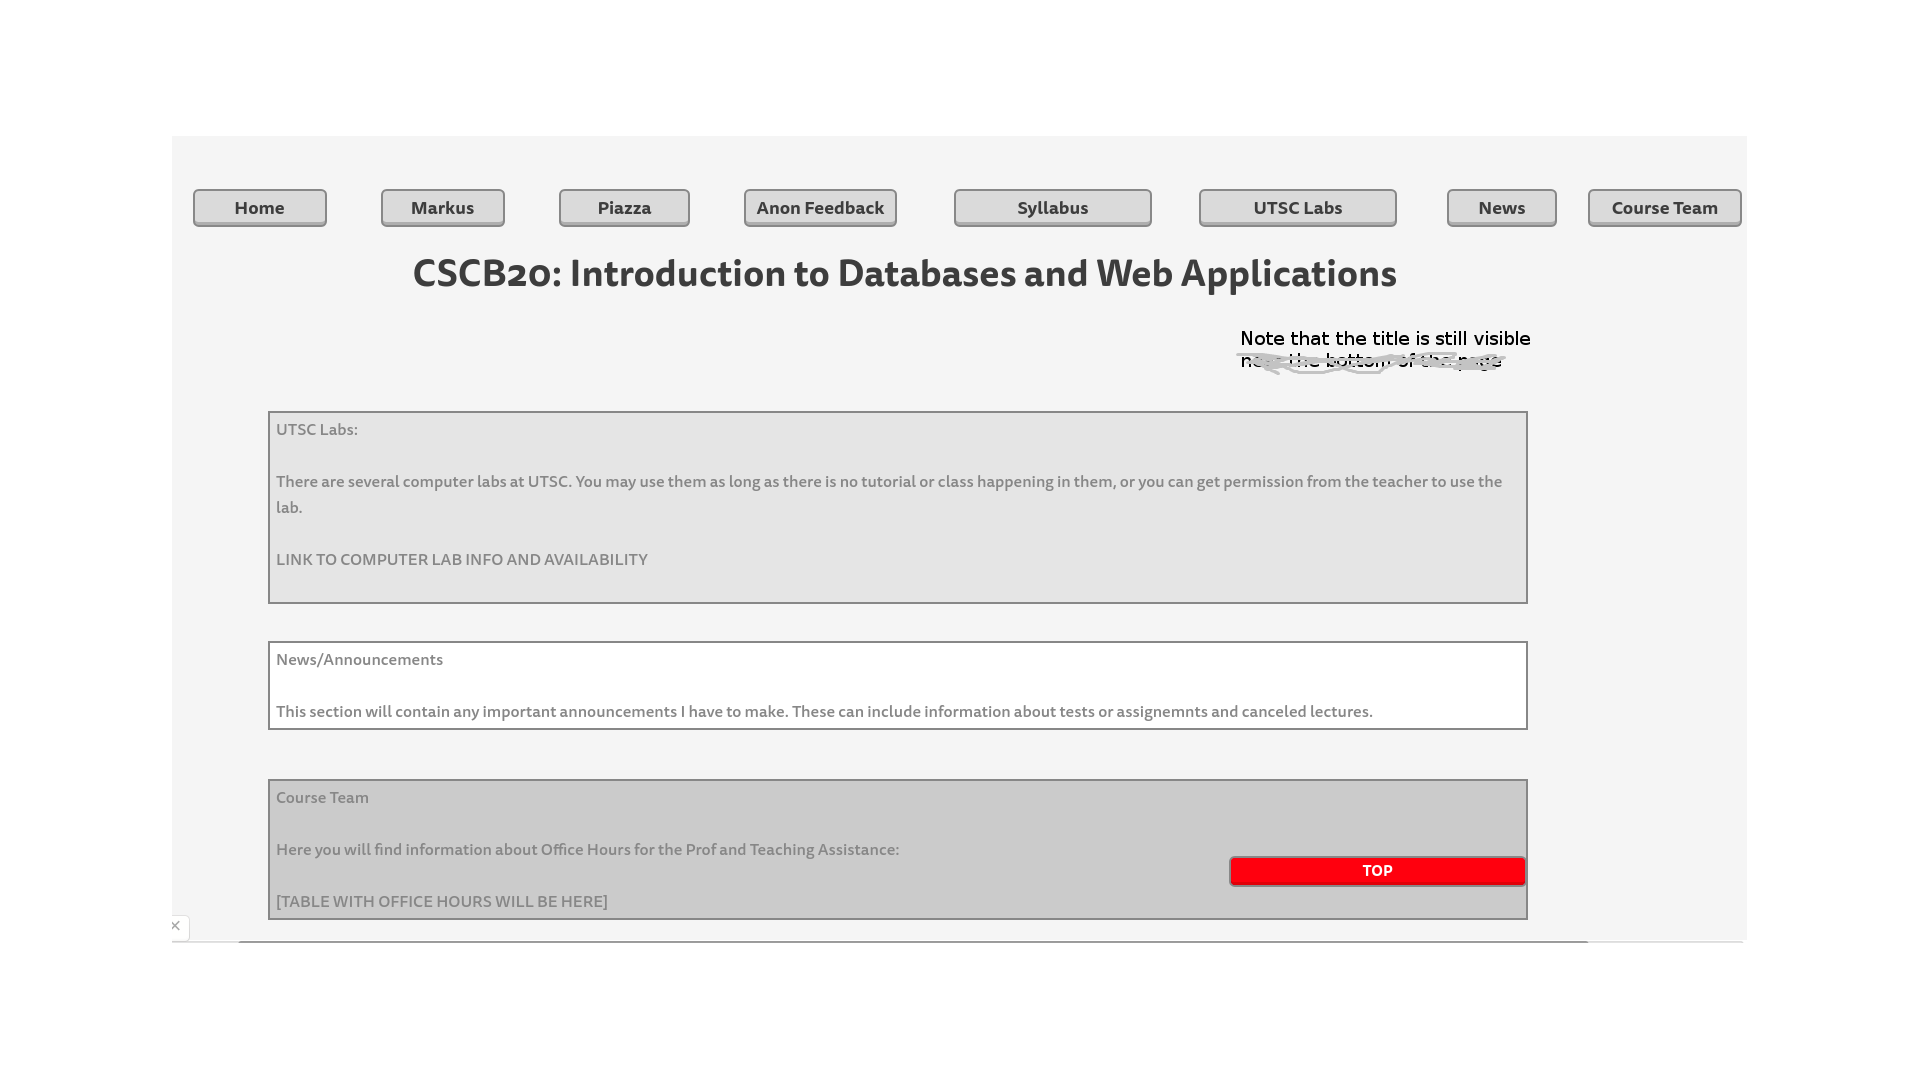 Home Markus Piazza Anon Feedback Syllabus UTSC Labs News Course Team
CSCB20: Introduction to Databases and Web Applications
Note that the title is still visible
the bottom of the page
UTSC Labs:
There are several computer labs at UTSC. You may use them as long as there is no tutorial or class happening in them, or you can get permission from the teacher to use the
lab.
LINK TO COMPUTER LAB INFO AND AVAILABILITY
News/Announcements
This section will contain any important announcements I have to make. These can include information about tests or assignemnts and canceled lectures.
Course Team
Here you will find information about Office Hours for the Prof and Teaching Assistance:
TOP
[TABLE WITH OFFICE HOURS WILL BE HERE]